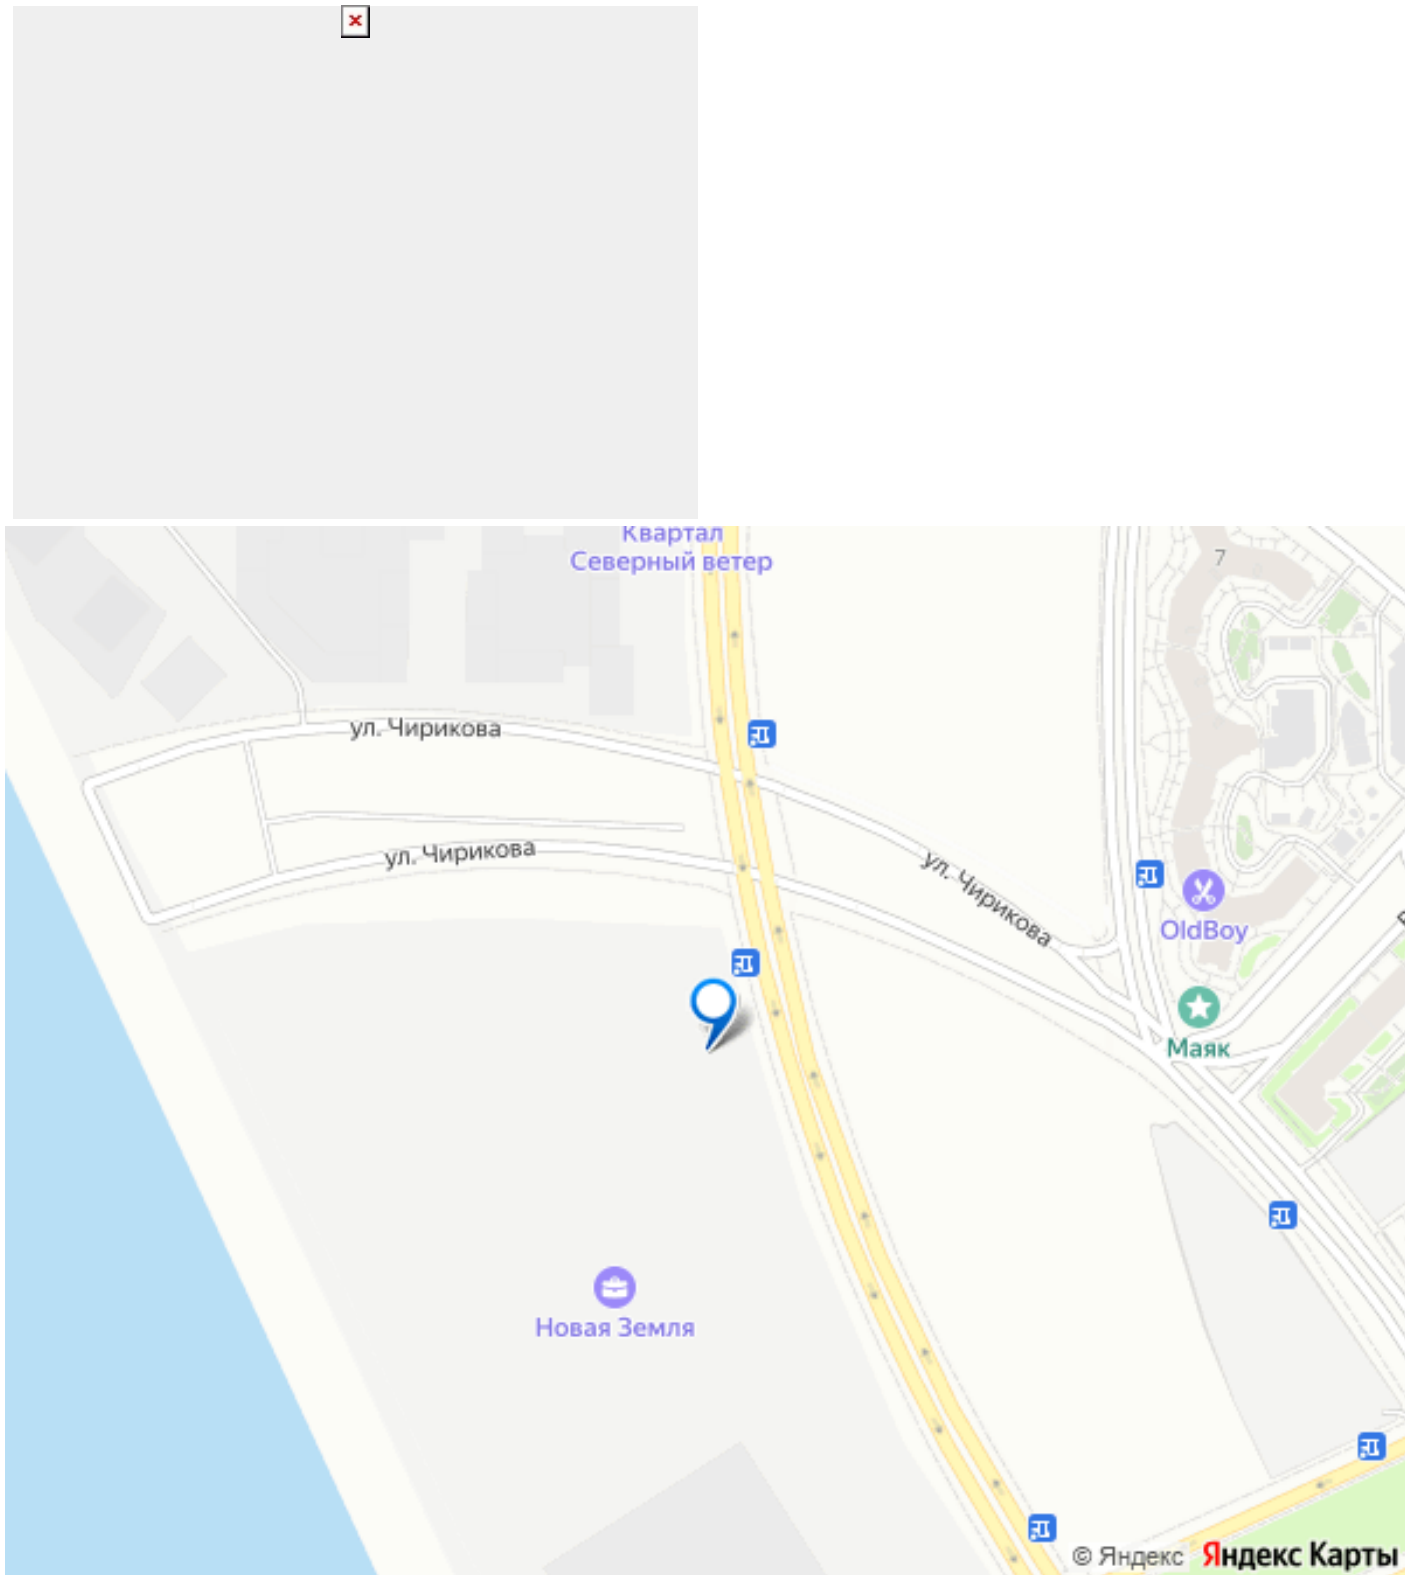 Квартал
Северный ветер
7
ул. Чирикова
ул. Чирикова
ул. Чирикова
OldBoy
Маяк
Новая Земля
© Яндекс Яндекс Карты